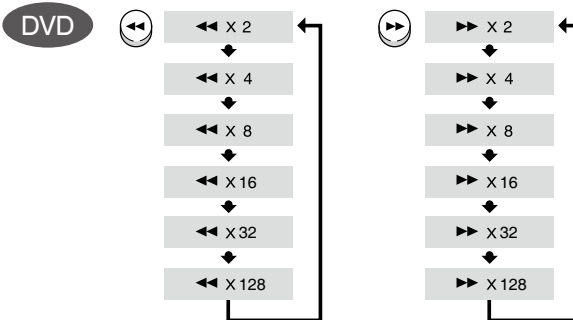 DVD
◄◄ X 2
◄◄ X 4
◄◄ X 8
◄◄ X 16
◄◄ X 32
◄◄ X 128
►► X 2
►► X 4
►► X 8
►► X 16
►► X 32
►► X 128